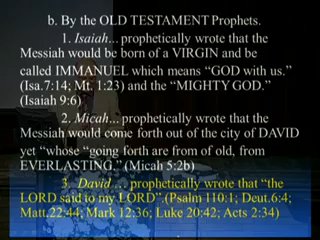 b. By the OLD TESTAMENT Prophets.
1. Isaiah... prophetically wrote that the
Messiah would be born of a VIRGIN and be
called IMMANUEL which means “GOD with us.”
(Isa.7:14; Mt. 1:23) and the “MIGHTY GOD.”
(Isaiah 9:6)
2. Micah... prophetically wrote that the
Messiah would come forth out of the city of DAVID
yet “whose “going forth are from of old, from
EVERLASTING.” (Micah 5:2b)
3. David ... prophetically wrote that “the
LORD said to my LORD”.(Psalm 110:1; Deut.6:4;
Matt.22:44; Mark 12:36; Luke 20:42; Acts 2:34)